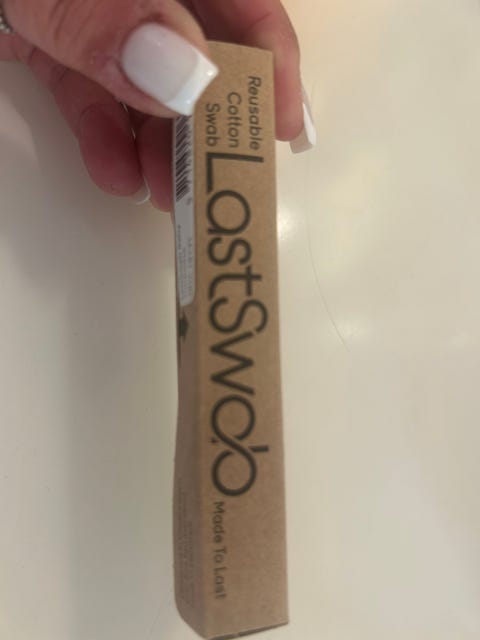 Reusable
Cotton
Swab
LastSwab
Made To Last